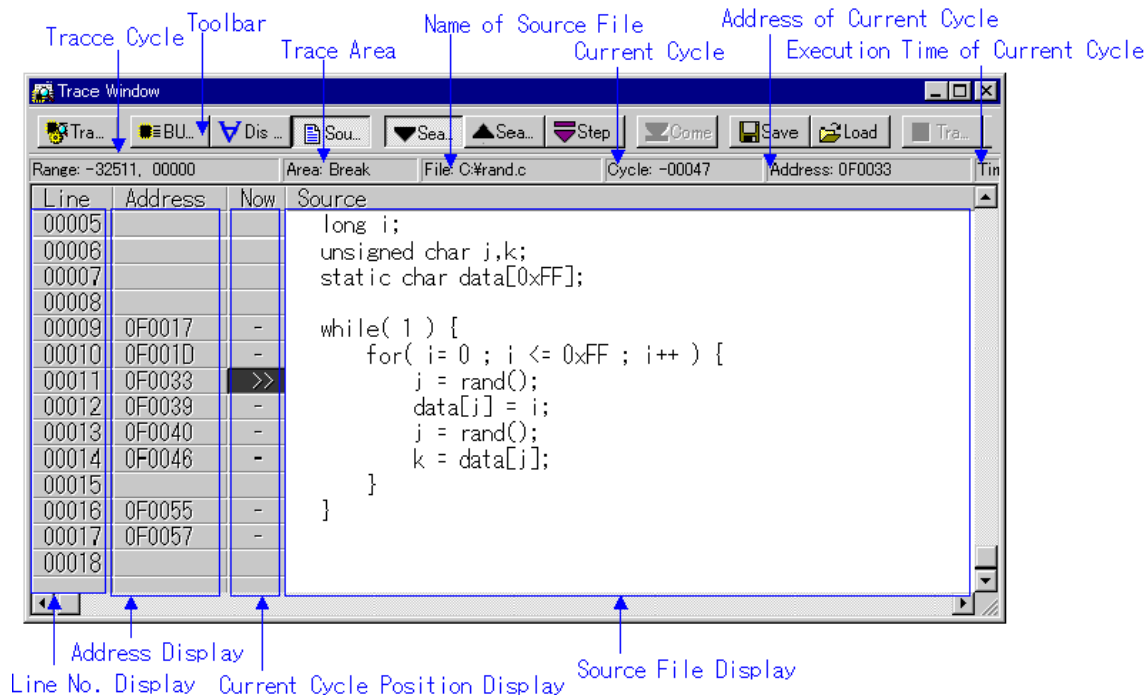 Tracce Cycle Toolbar Name of Source File Address of Current Cycle
Trace Area Current Cycle Execution Time of Current Cycle
Trace Window
Tra... BU... Dis ... Sou... Sea... Sea... Step Come Save Load Tra...
Range: -32511, 00000 Area: Break File: C:¥rand.c Cycle: -00047 Address: 0F0033 Tim
Line Address Now Source
00005 long i;
00006 unsigned char j,k;
00007 static char data[0xFF];
00008
00009 0F0017 - while( 1 ) {
00010 0F001D - for( i= 0 ; i <= 0xFF ; i++ ) {
00011 0F0033 >> j = rand();
00012 0F0039 - data[j] = i;
00013 0F0040 - j = rand();
00014 0F0046 - k = data[j];
00015 }
00016 0F0055 - }
00017 0F0057 -
00018
Address Display
Line No. Display Current Cycle Position Display Source File Display